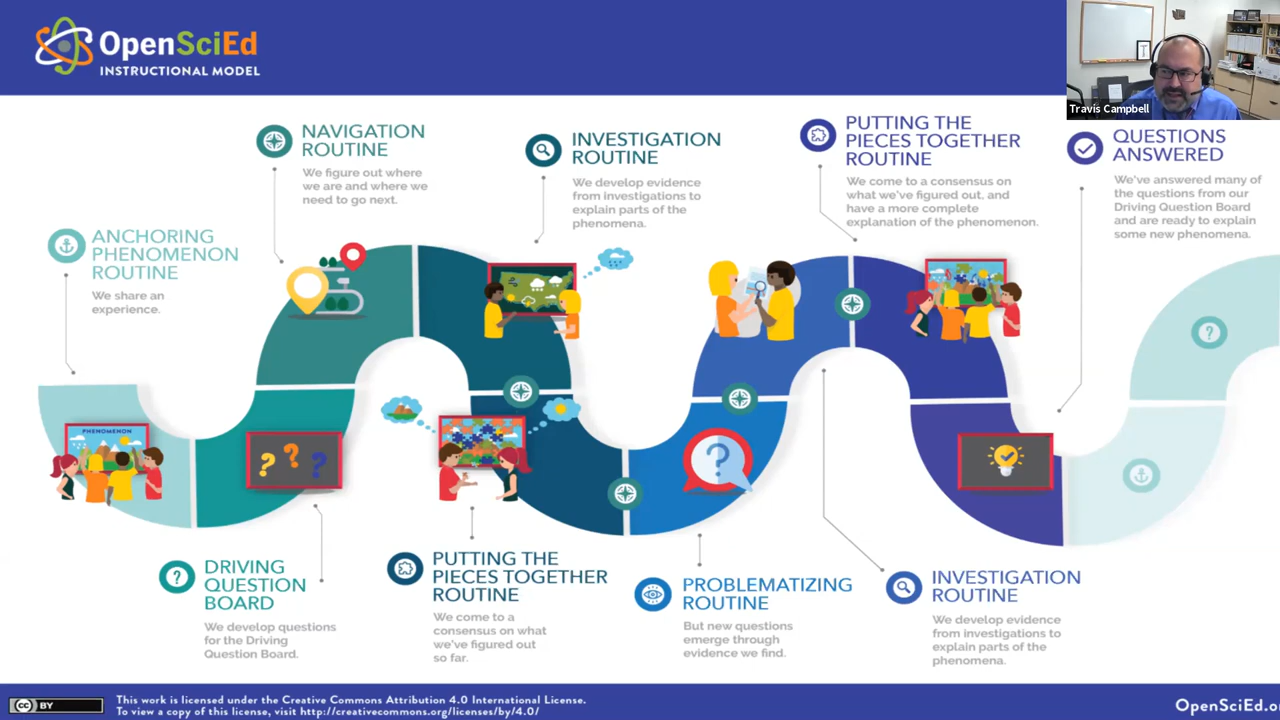 OpenSciEd
INSTRUCTIONAL MODEL
Travis Campbell
ANCHORING
PHENOMENON
ROUTINE
We share an
experience.
NAVIGATION
ROUTINE
We figure out where
we are and where we
need to go next.
INVESTIGATION
ROUTINE
We develop evidence
from investigations to
explain parts of the
phenomena.
PUTTING THE
PIECES TOGETHER
ROUTINE
We come to a consensus on
what we've figured out, and
have a more complete
explanation of the phenomenon.
QUESTIONS
ANSWERED
We've answered many of
the questions from our
Driving Question Board
and are ready to explain
some new phenomena.
PHENOMENON
? ? ?
?
?
?
DRIVING
QUESTION
BOARD
We develop questions
for the Driving
Question Board.
PUTTING THE
PIECES TOGETHER
ROUTINE
We come to a
consensus on what
we've figured out
so far.
PROBLEMATIZING
ROUTINE
But new questions
emerge through
evidence we find.
INVESTIGATION
ROUTINE
We develop evidence
from investigations to
explain parts of the
phenomena.
cc BY
This work is licensed under the Creative Commons Attribution 4.0 International License.
To view a copy of this license, visit http://creativecommons.org/licenses/by/4.0/
OpenSciEd.o